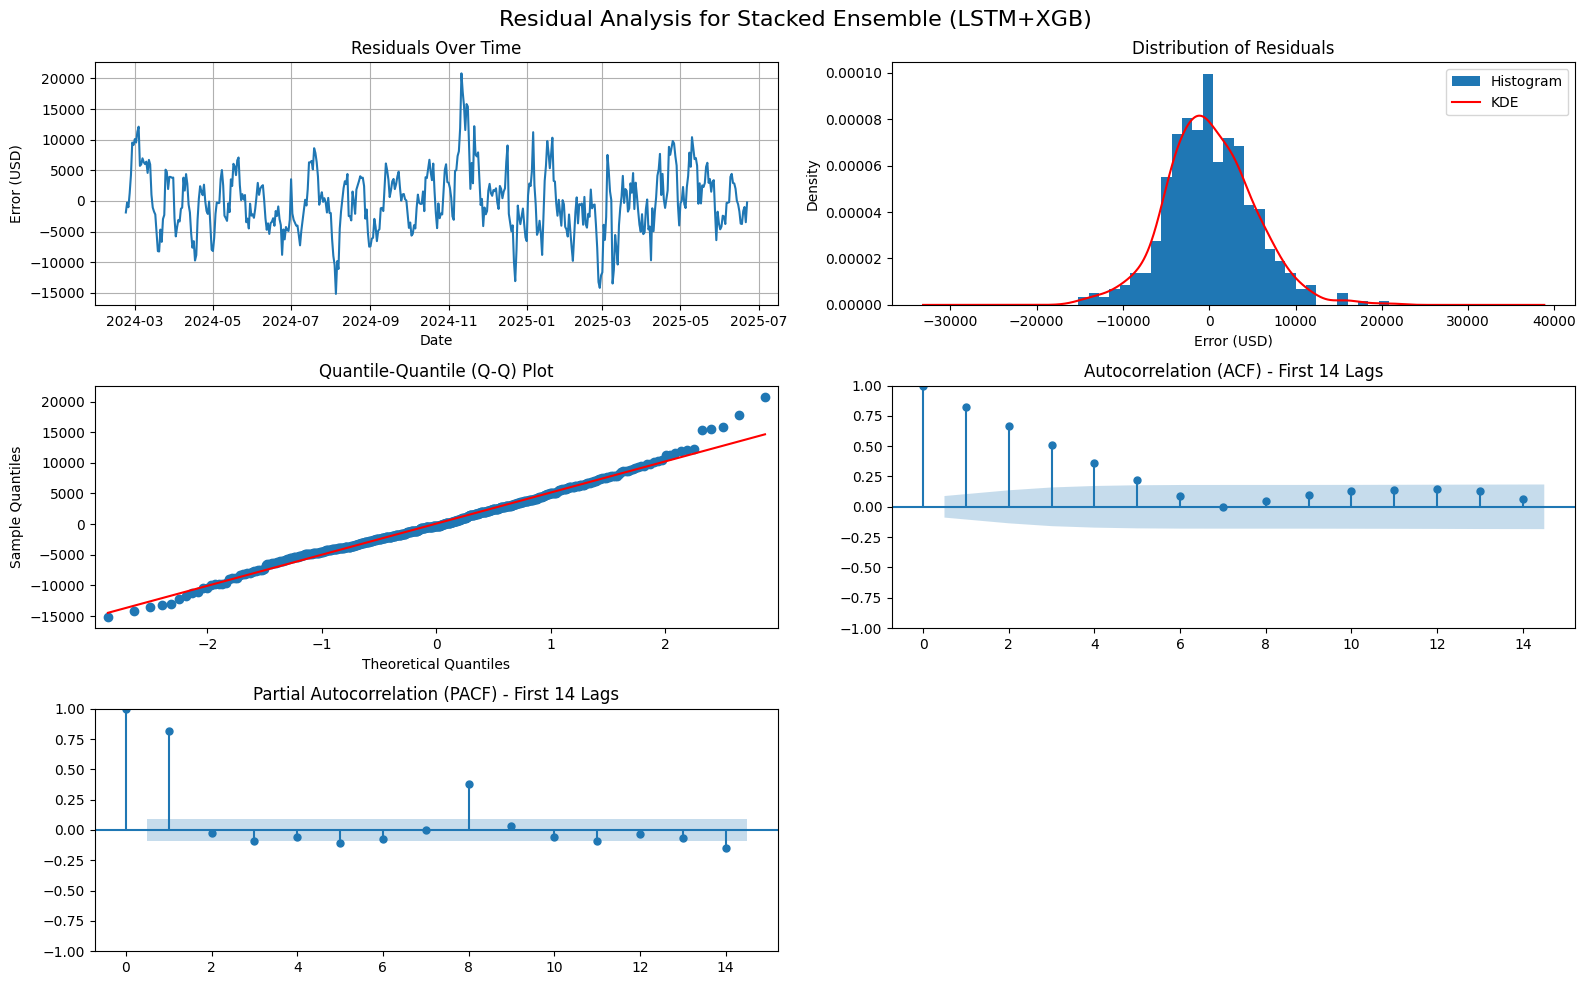 Residual Analysis for Stacked Ensemble (LSTM+XGB)
Residuals Over Time
20000
15000
10000
5000
0
−5000
−10000
−15000
Error (USD)
2024-03 2024-05 2024-07 2024-09 2024-11 2025-01 2025-03 2025-05 2025-07
Date
Distribution of Residuals
0.00010
0.00008
0.00006
0.00004
0.00002
0.00000
Density
Histogram
KDE
−30000 −20000 −10000 0 10000 20000 30000 40000
Error (USD)
Quantile-Quantile (Q-Q) Plot
20000
15000
10000
5000
0
−5000
−10000
−15000
Sample Quantiles
−2 −1 0 1 2
Theoretical Quantiles
Autocorrelation (ACF) - First 14 Lags
1.00
0.75
0.50
0.25
0.00
−0.25
−0.50
−0.75
−1.00
0 2 4 6 8 10 12 14
Partial Autocorrelation (PACF) - First 14 Lags
1.00
0.75
0.50
0.25
0.00
−0.25
−0.50
−0.75
−1.00
0 2 4 6 8 10 12 14